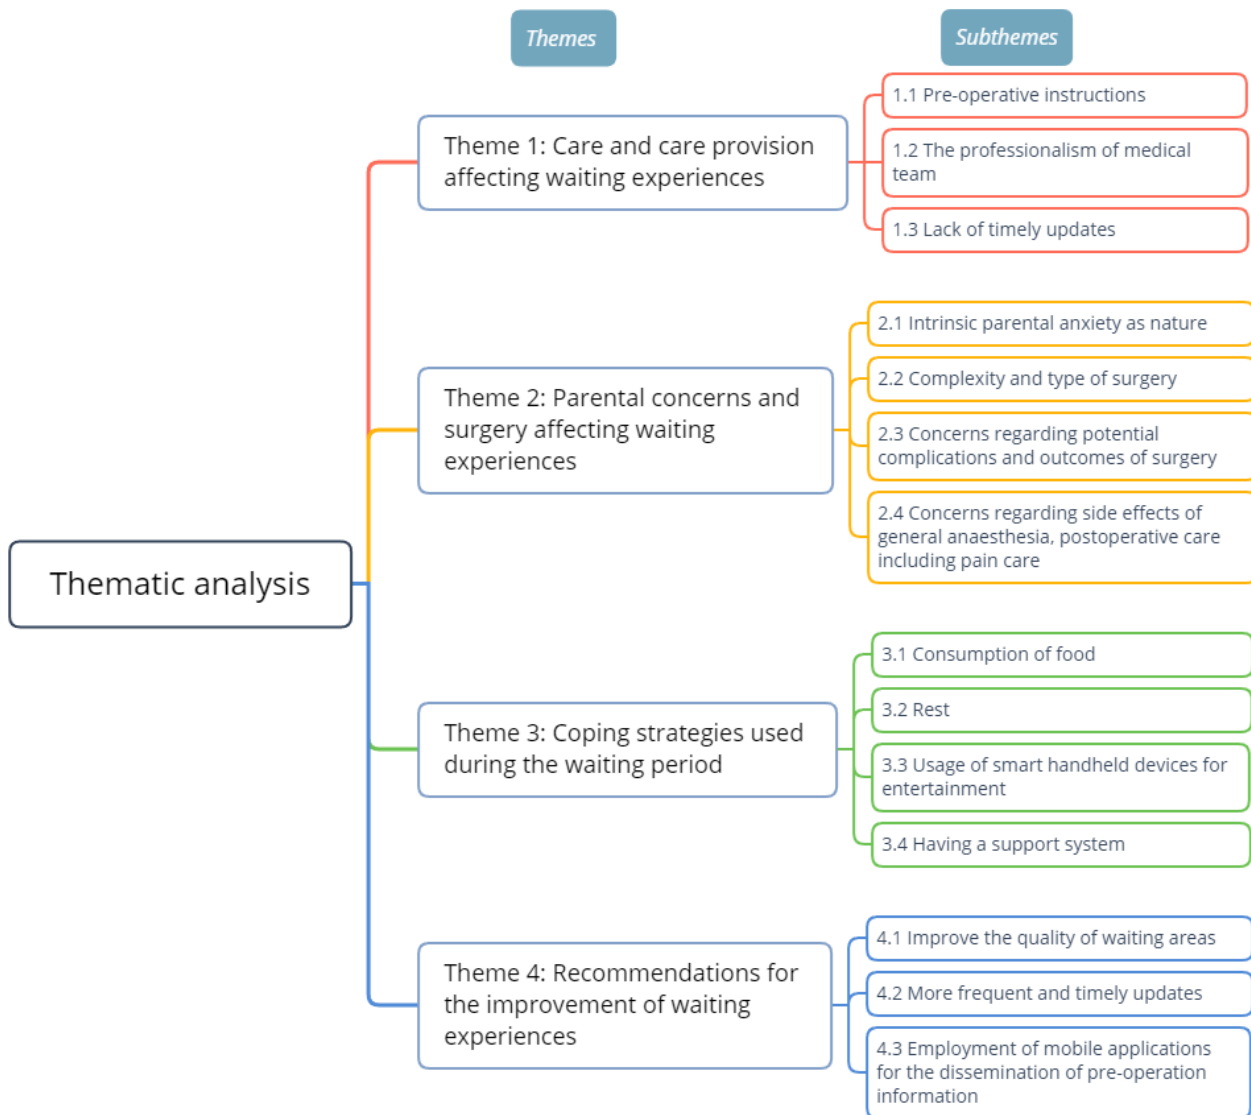 Themes
Subthemes
Thematic analysis
Theme 1: Care and care provision
affecting waiting experiences
1.1 Pre-operative instructions
1.2 The professionalism of medical
team
1.3 Lack of timely updates
Theme 2: Parental concerns and
surgery affecting waiting
experiences
2.1 Intrinsic parental anxiety as nature
2.2 Complexity and type of surgery
2.3 Concerns regarding potential
complications and outcomes of surgery
2.4 Concerns regarding side effects of
general anaesthesia, postoperative care
including pain care
Theme 3: Coping strategies used
during the waiting period
3.1 Consumption of food
3.2 Rest
3.3 Usage of smart handheld devices for
entertainment
3.4 Having a support system
Theme 4: Recommendations for
the improvement of waiting
experiences
4.1 Improve the quality of waiting areas
4.2 More frequent and timely updates
4.3 Employment of mobile applications
for the dissemination of pre-operation
information